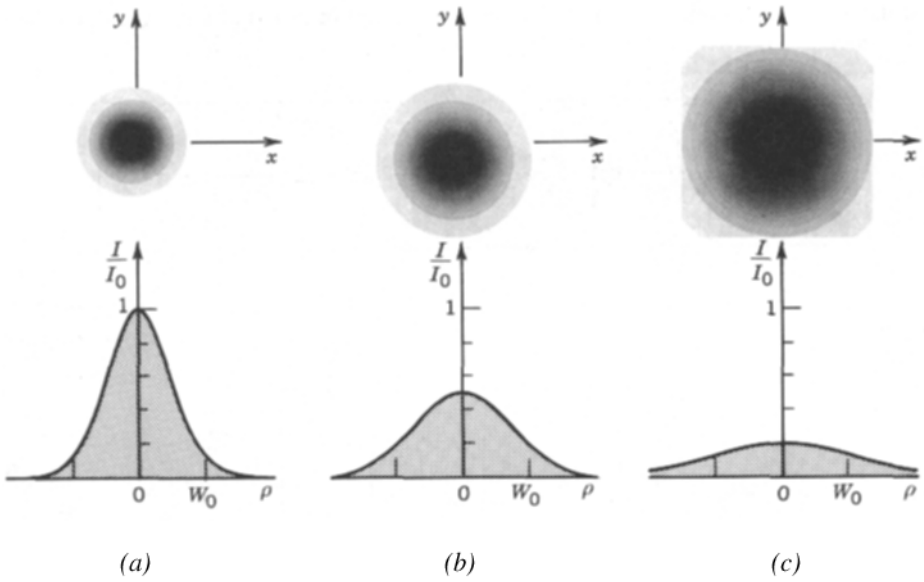 y y y
x x x
I/I₀ I/I₀ I/I₀
1 1 1
0 W₀ ρ 0 W₀ ρ 0 W₀ ρ
(a) (b) (c)